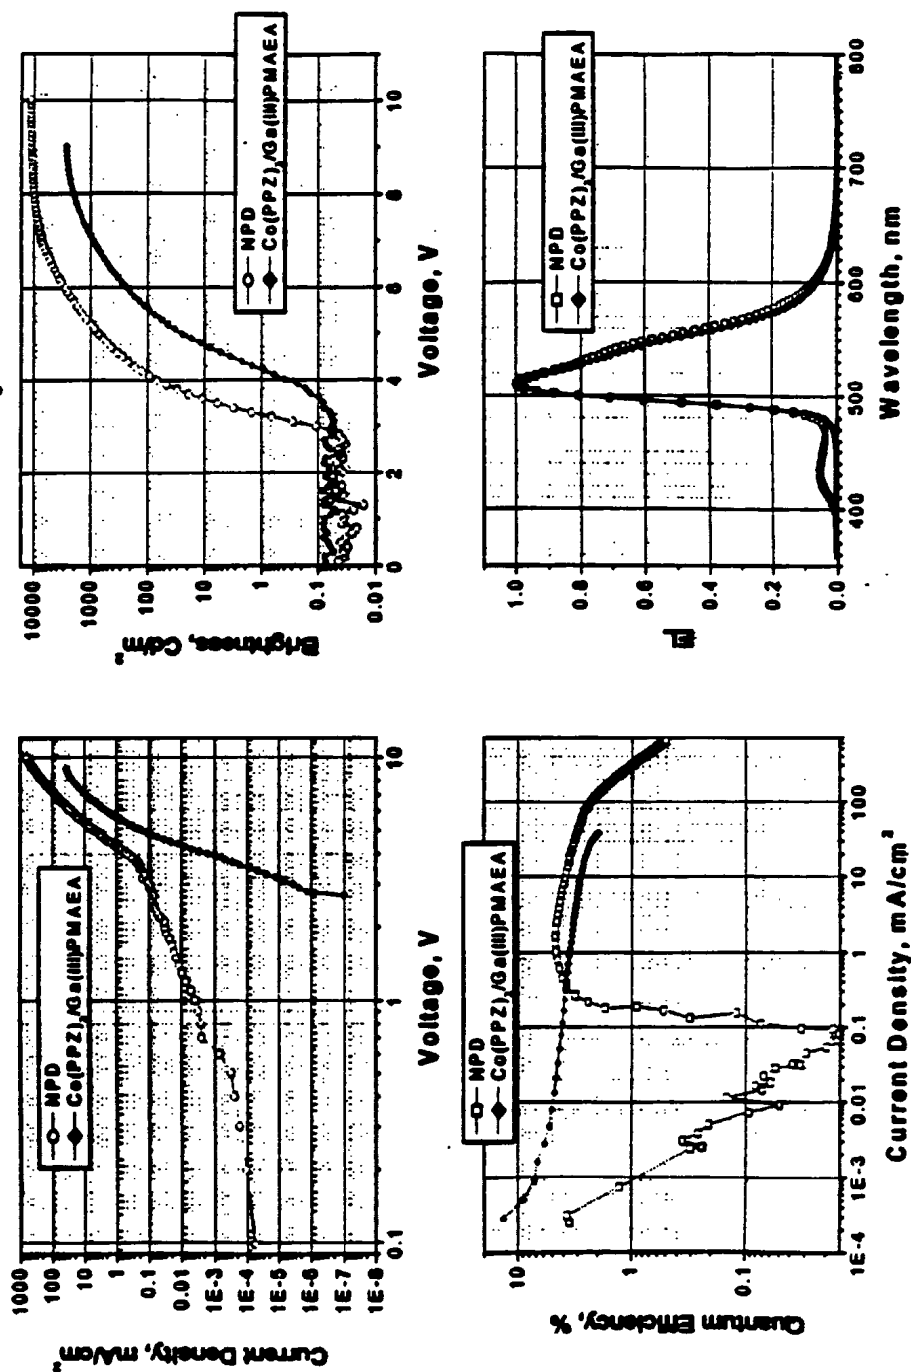 Current Density, mA/cm²
1000
100
10
1
0.1
0.01
1E-3
1E-4
1E-5
1E-6
1E-7
1E-8
NPD
Co(PPZ)₃/Ga(III)PMAEA
0.1
1
10
Voltage, V
Brightness, Cd/m²
10000
1000
100
10
1
0.1
0.01
NPD
Co(PPZ)₃/Ga(III)PMAEA
0
2
4
6
8
10
Voltage, V
Quantum Efficiency, %
10
1
0.1
NPD
Co(PPZ)₃/Ga(III)PMAEA
1E-4
1E-3
0.01
0.1
1
10
100
Current Density, mA/cm²
EL
1.0
0.8
0.6
0.4
0.2
0.0
NPD
Co(PPZ)₃/Ga(III)PMAEA
400
500
600
700
800
Wavelength, nm